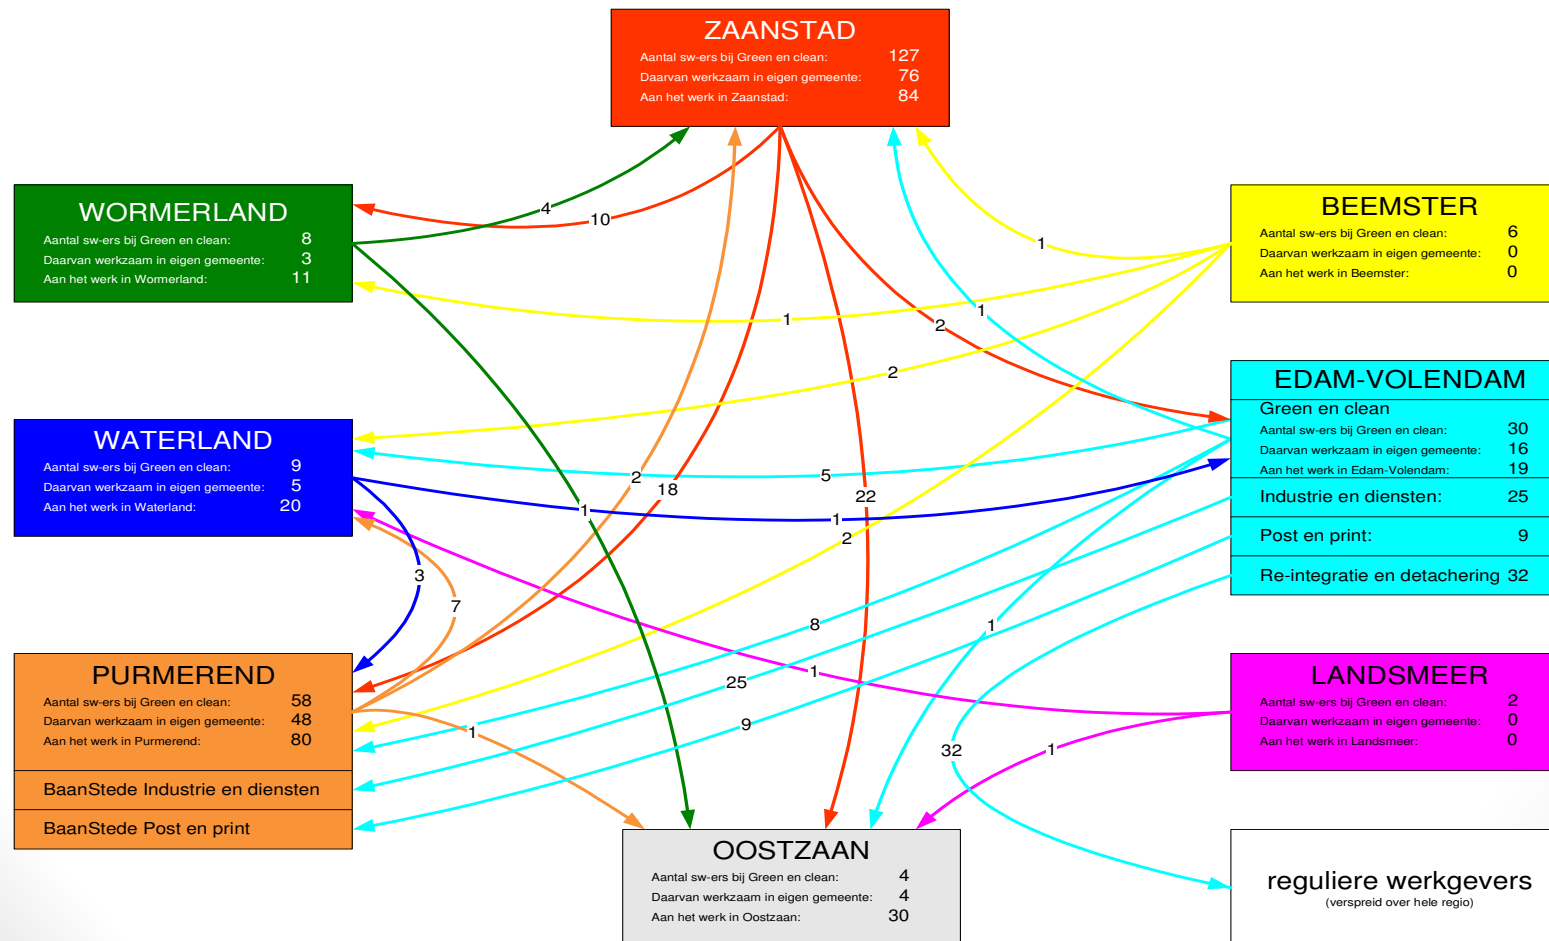 ZAANSTAD
Aantal sw-ers bij Green en clean: 127
Daarvan werkzaam in eigen gemeente: 76
Aan het werk in Zaanstad: 84
WORMERLAND
Aantal sw-ers bij Green en clean: 8
Daarvan werkzaam in eigen gemeente: 3
Aan het werk in Wormerland: 11
BEEMSTER
Aantal sw-ers bij Green en clean: 6
Daarvan werkzaam in eigen gemeente: 0
Aan het werk in Beemster: 0
4
10
1
1
1
2
2
EDAM-VOLENDAM
Green en clean
Aantal sw-ers bij Green en clean: 30
Daarvan werkzaam in eigen gemeente: 16
Aan het werk in Edam-Volendam: 19
Industrie en diensten: 25
Post en print: 9
Re-integratie en detachering 32
WATERLAND
Aantal sw-ers bij Green en clean: 9
Daarvan werkzaam in eigen gemeente: 5
Aan het werk in Waterland: 20
2
18
5
22
1
1
2
3
7
8
1
1
25
9
1
32
1
PURMEREND
Aantal sw-ers bij Green en clean: 58
Daarvan werkzaam in eigen gemeente: 48
Aan het werk in Purmerend: 80
BaanStede Industrie en diensten
BaanStede Post en print
LANDSMEER
Aantal sw-ers bij Green en clean: 2
Daarvan werkzaam in eigen gemeente: 0
Aan het werk in Landsmeer: 0
OOSTZAAN
Aantal sw-ers bij Green en clean: 4
Daarvan werkzaam in eigen gemeente: 4
Aan het werk in Oostzaan: 30
reguliere werkgevers
(verspreid over hele regio)